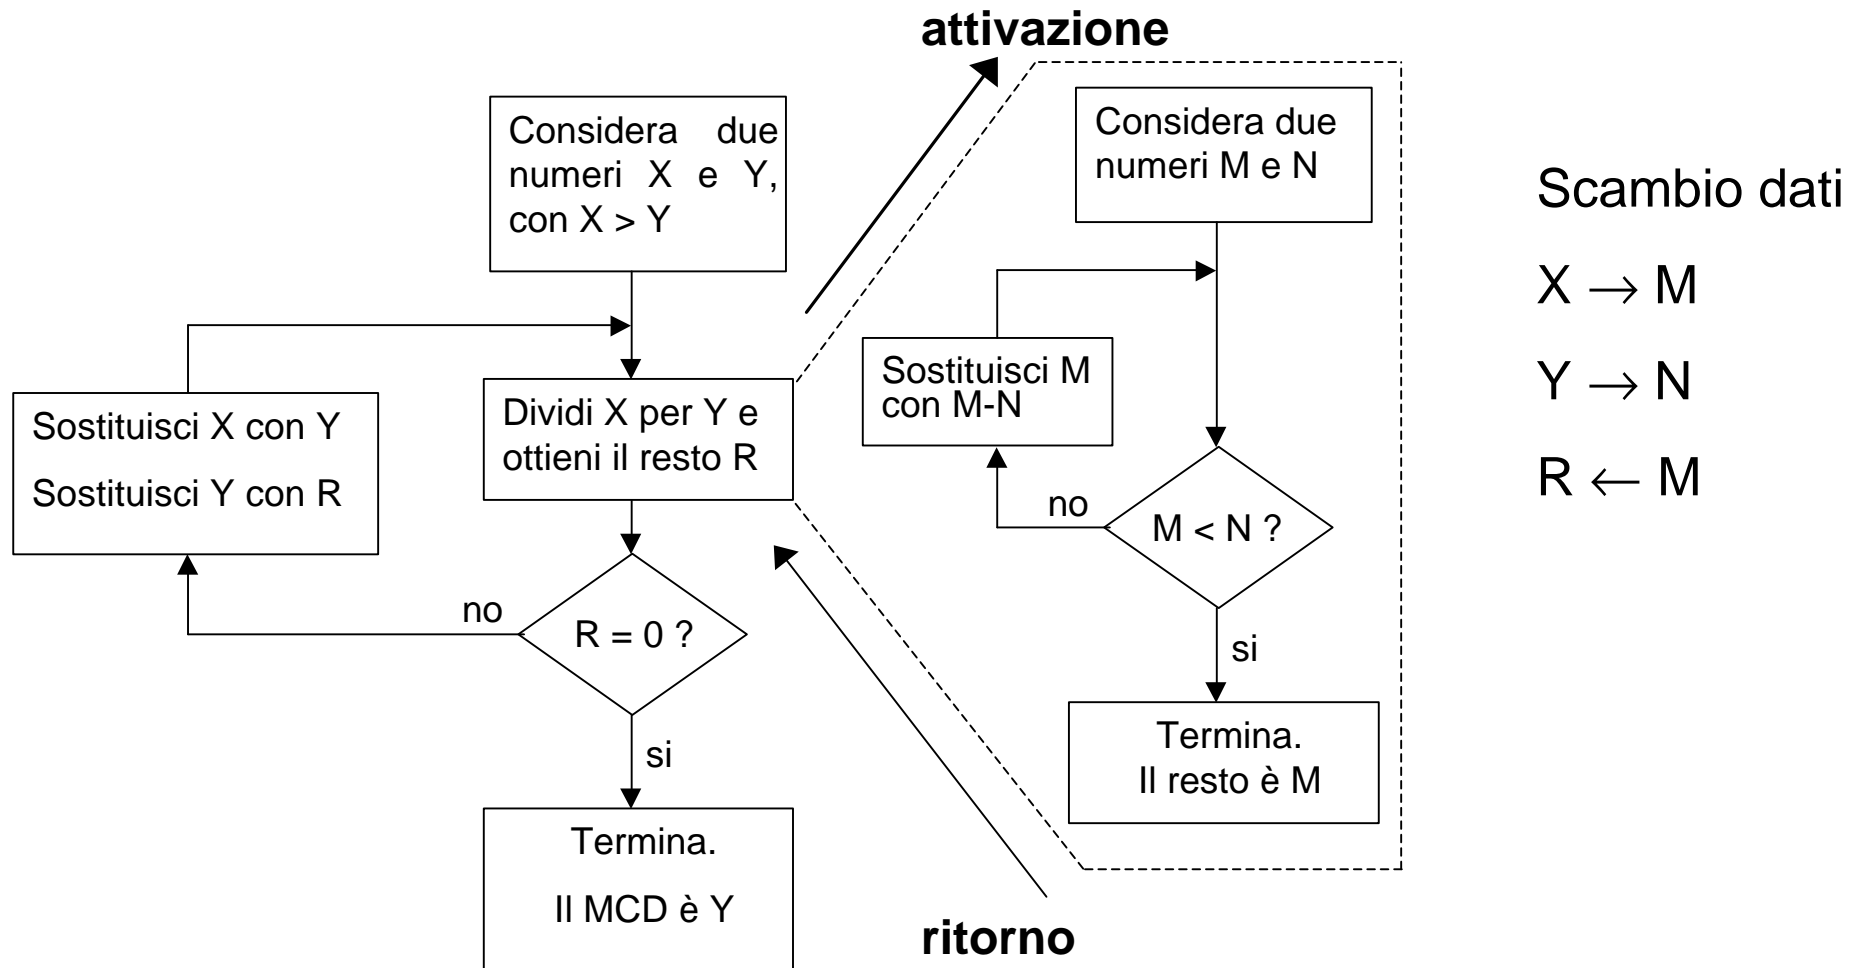 attivazione
Considera due
numeri X e Y,
con X > Y
Dividi X per Y e
ottieni il resto R
Sostituisci X con Y
Sostituisci Y con R
R = 0 ?
no
si
Termina.
Il MCD è Y
Considera due
numeri M e N
Sostituisci M
con M-N
M < N ?
no
si
Termina.
Il resto è M
ritorno
Scambio dati
X → M
Y → N
R ← M